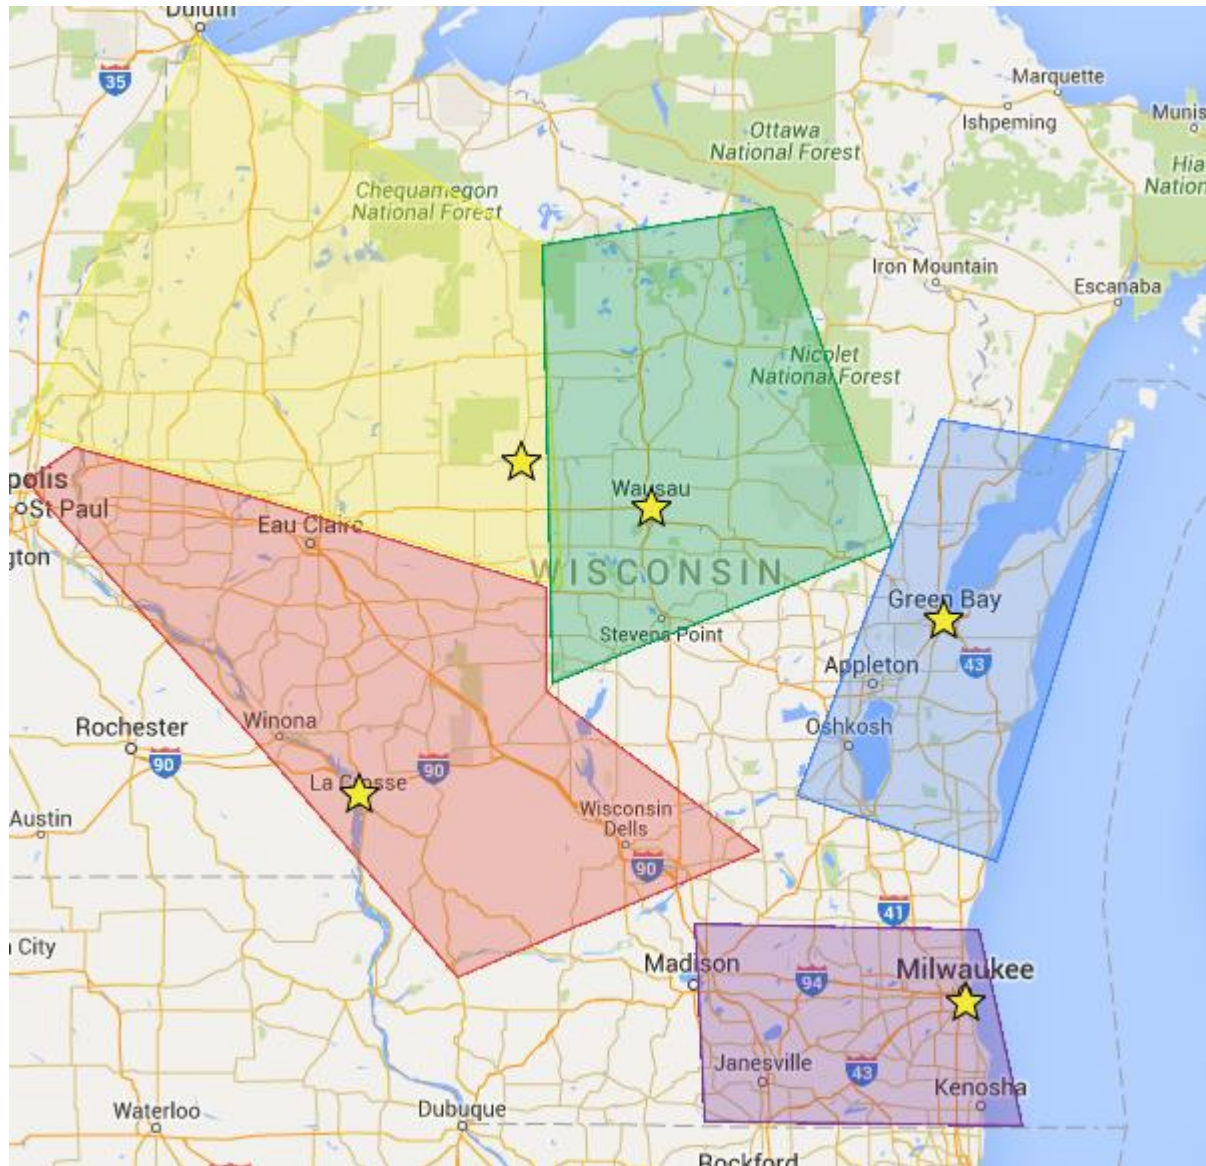 Duluth
35
Marquette
Ishpeming
Munis
Ottawa
National Forest
Hia
Nation
Chequamegon
National Forest
Iron Mountain
Escanaba
Nicolet
National Forest
polis
St Paul
Wausau
Eau Claire
gton
WISCONSIN
Green Bay
Stevens Point
43
Appleton
Rochester
Winona
Oshkosh
90
90
La Crosse
Austin
Wisconsin
Dells
90
41
City
Madison
Milwaukee
94
Janesville
43
Kenosha
Waterloo
Dubuque
Rockford